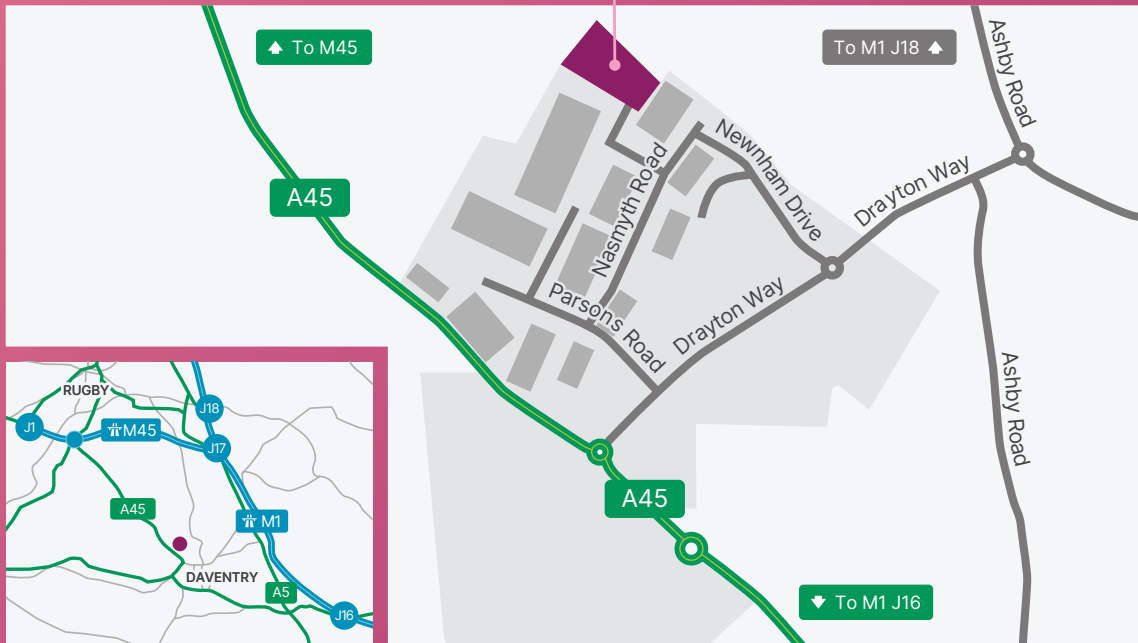 To M45
To M1 J18
Ashby Road
Newnham Drive
Drayton Way
A45
Nasmyth Road
Parsons Road
Drayton Way
Ashby Road
A45
To M1 J16
RUGBY
J18
J1
M45
J17
A45
M1
DAVENTRY
A5
J16